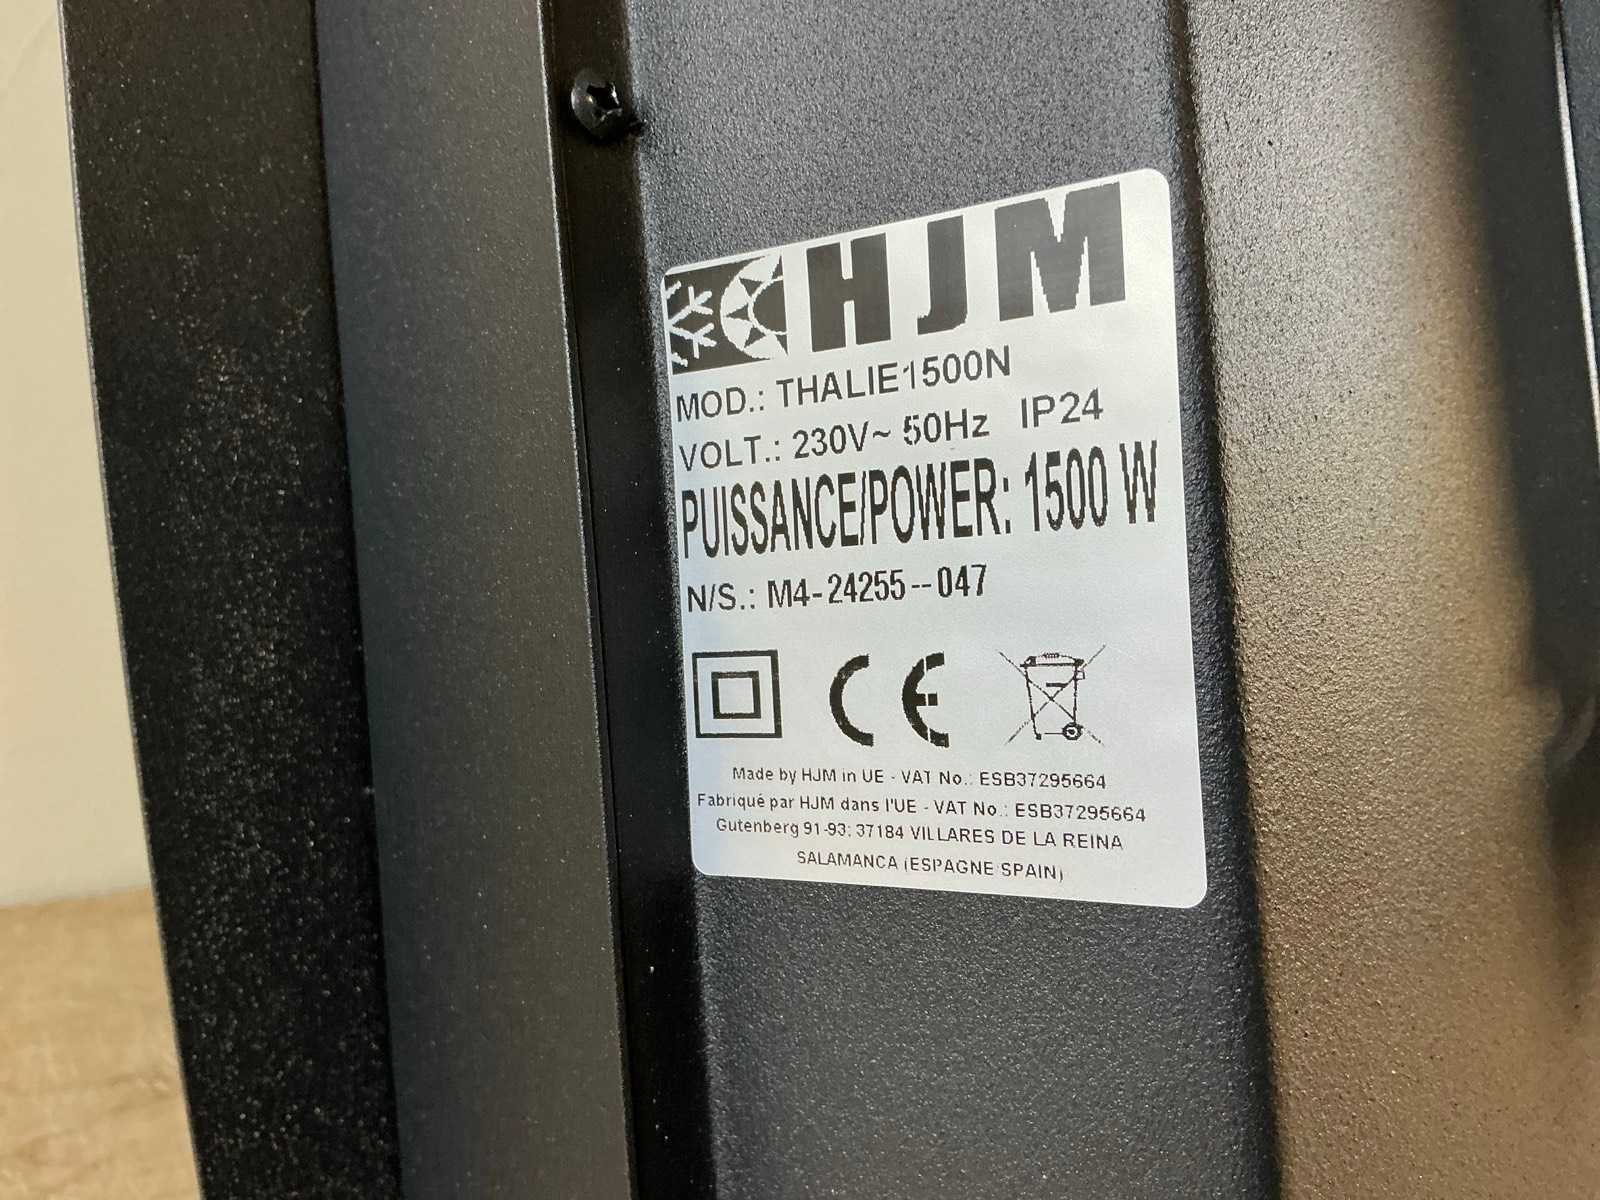 HJM
MOD.: THALIE1500N
VOLT.: 230V~ 50Hz IP24
PUISSANCE/POWER: 1500 W
N/S.: M4-24255--047
CE
Made by HJM in UE - VAT No.: ESB37295664
Fabriqué par HJM dans l'UE - VAT No.: ESB37295664
Gutenberg 91-93; 37184 VILLARES DE LA REINA
SALAMANCA (ESPAGNE/SPAIN)